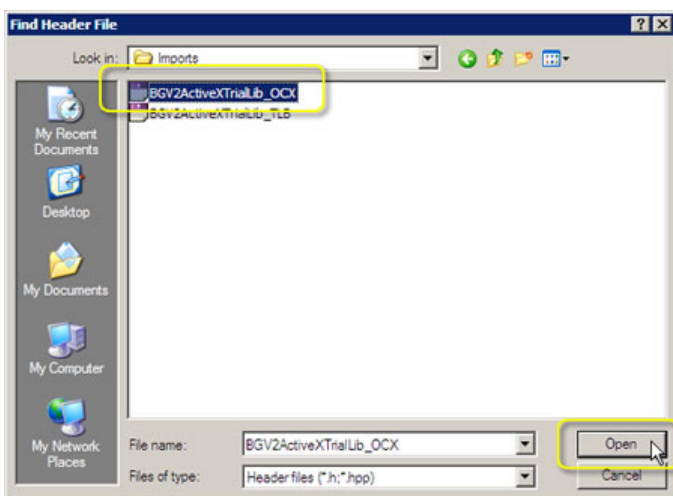 Find Header File
Look in: Imports
BGV2ActiveXTrialLib_OCX
BGV2ActiveXTrialLib_TLB
My Recent
Documents
Desktop
My Documents
My Computer
My Network
Places
File name: BGV2ActiveXTrialLib_OCX
Open
Files of type: Header files (*.h;*.hpp)
Cancel